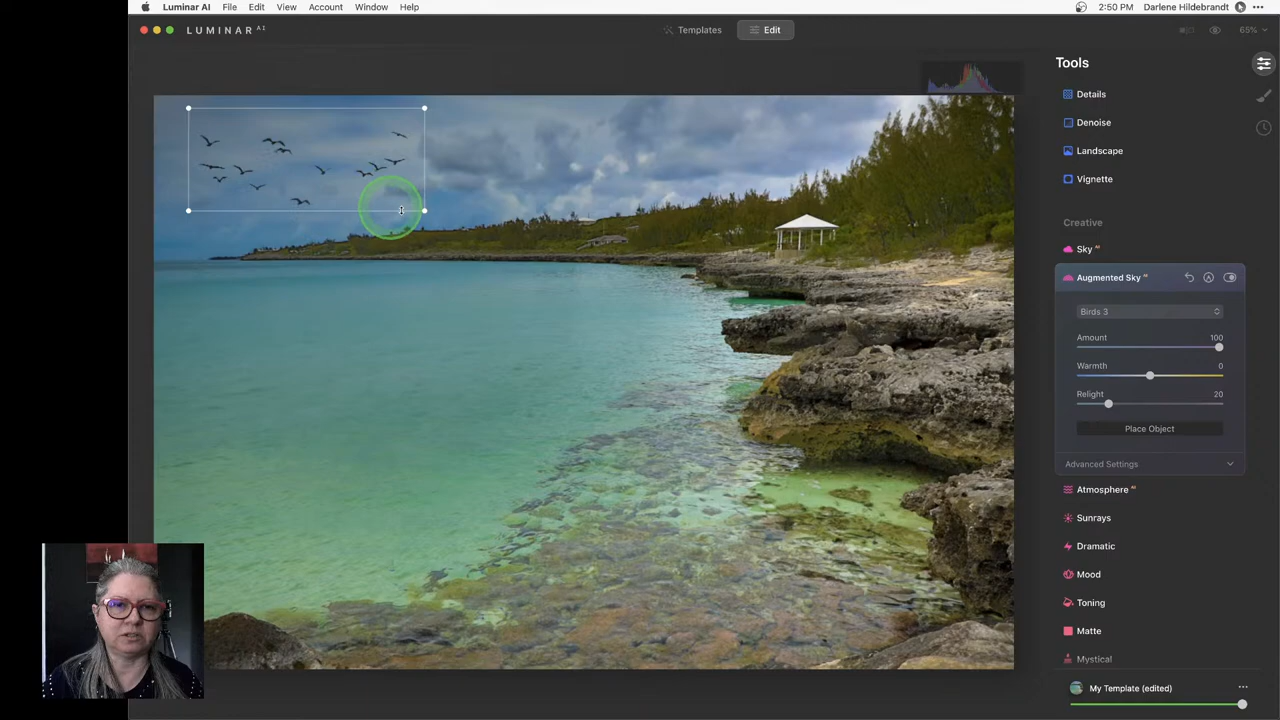 Luminar AI File Edit View Account Window Help 2:50 PM Darlene Hildebrandt
LUMINAR AI Templates Edit 65%
Tools
Details
Denoise
Landscape
Vignette
Creative
Sky AI
Augmented Sky AI
Birds 3
Amount 100
Warmth 0
Relight 20
Place Object
Advanced Settings
Atmosphere AI
Sunrays
Dramatic
Mood
Toning
Matte
Mystical
My Template (edited)